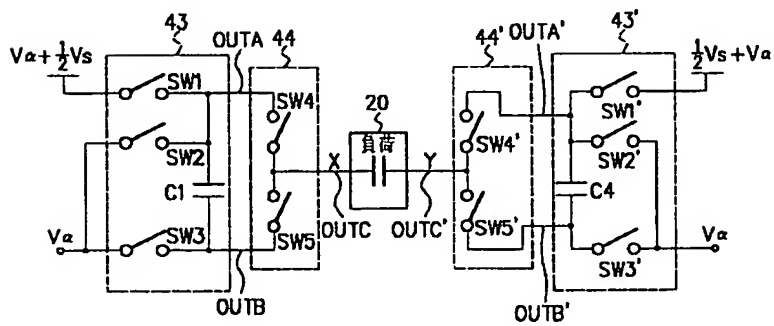 43
OUTA
44
44'
OUTA'
43'
Vα+½Vs
½Vs+Vα
SW1
SW4
20
負荷
SW1'
SW2
SW4'
SW2'
X
Y
C1
C4
Vα
SW3
SW5
OUTC
OUTC'
SW5'
SW3'
Vα
OUTB
OUTB'